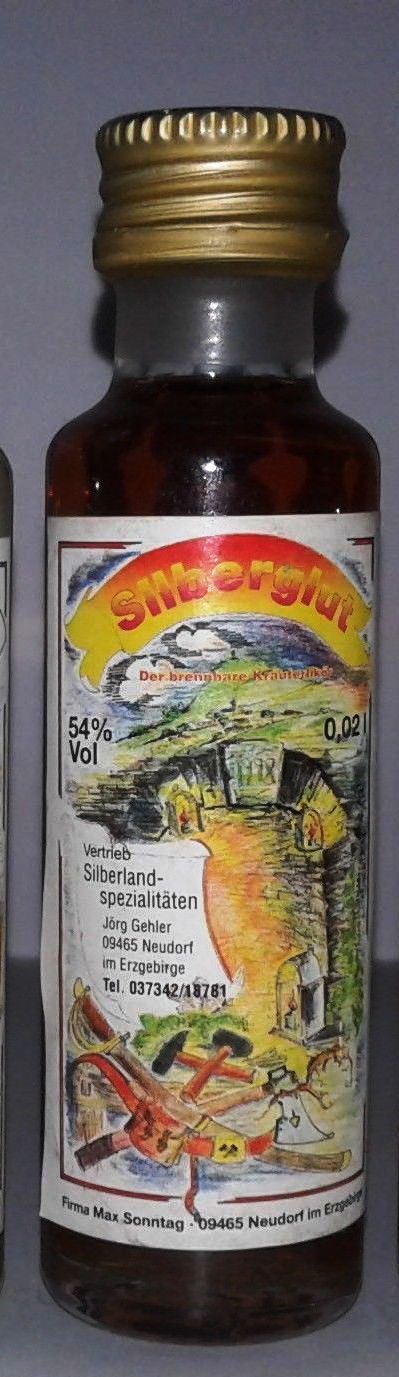 Silberglut
Der brennbare Kräuterlikör
54%
Vol
0,02 l
Vertrieb
Silberland-
spezialitäten
Jörg Gehler
09465 Neudorf
im Erzgebirge
Tel. 037342/18781
Firma Max Sonntag · 09465 Neudorf im Erzgebirge